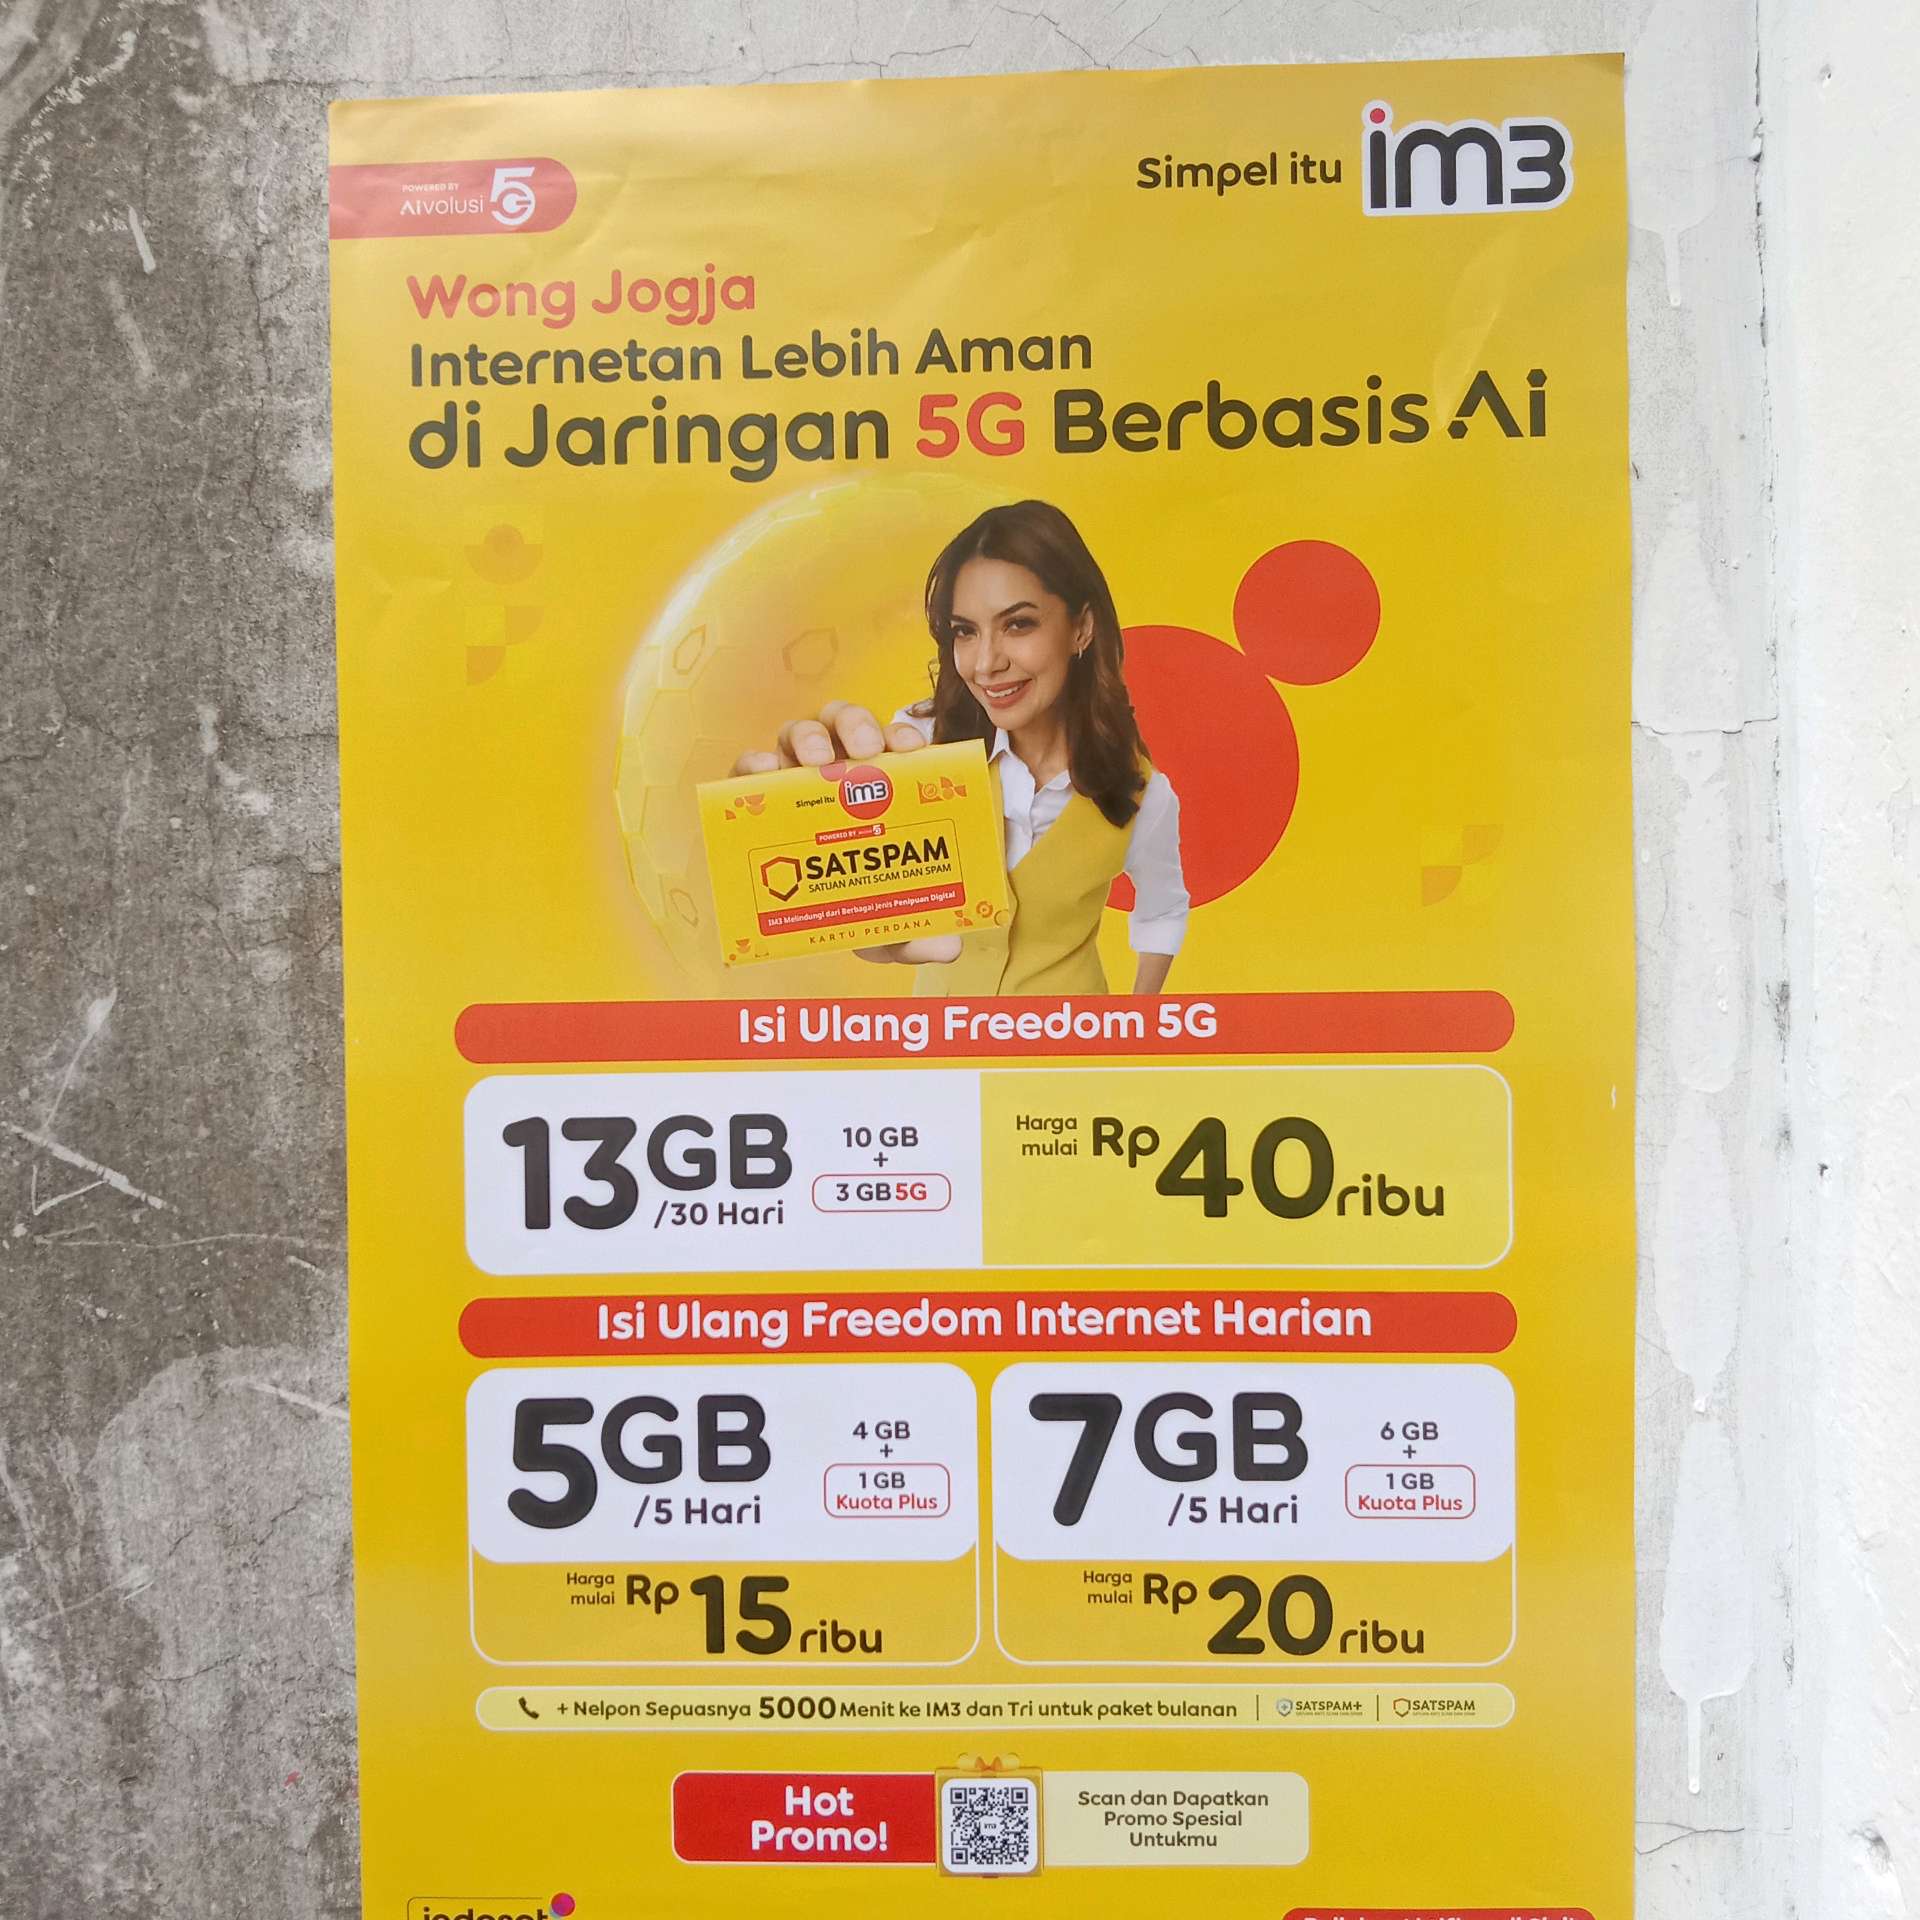 POWERED BY
AIvolusi 5G
Simpel itu im3
Wong Jogja
Internetan Lebih Aman
di Jaringan 5G Berbasis Ai
Simpel itu im3
POWERED BY
SATSPAM
SATUAN ANTI SCAM DAN SPAM
IM3 Melindungi dari Berbagai Jenis Penipuan Digital
KARTU PERDANA
Isi Ulang Freedom 5G
13GB
/30 Hari
10 GB
+
3 GB 5G
Harga
mulai
Rp40ribu
Isi Ulang Freedom Internet Harian
5GB
/5 Hari
4 GB
+
1 GB
Kuota Plus
Harga
mulai
Rp 15 ribu
7GB
/5 Hari
6 GB
+
1 GB
Kuota Plus
Harga
mulai
Rp 20 ribu
+ Nelpon Sepuasnya 5000 Menit ke IM3 dan Tri untuk paket bulanan | SATSPAM+ | SATSPAM
Hot
Promo!
im3
Scan dan Dapatkan
Promo Spesial
Untukmu
indosat